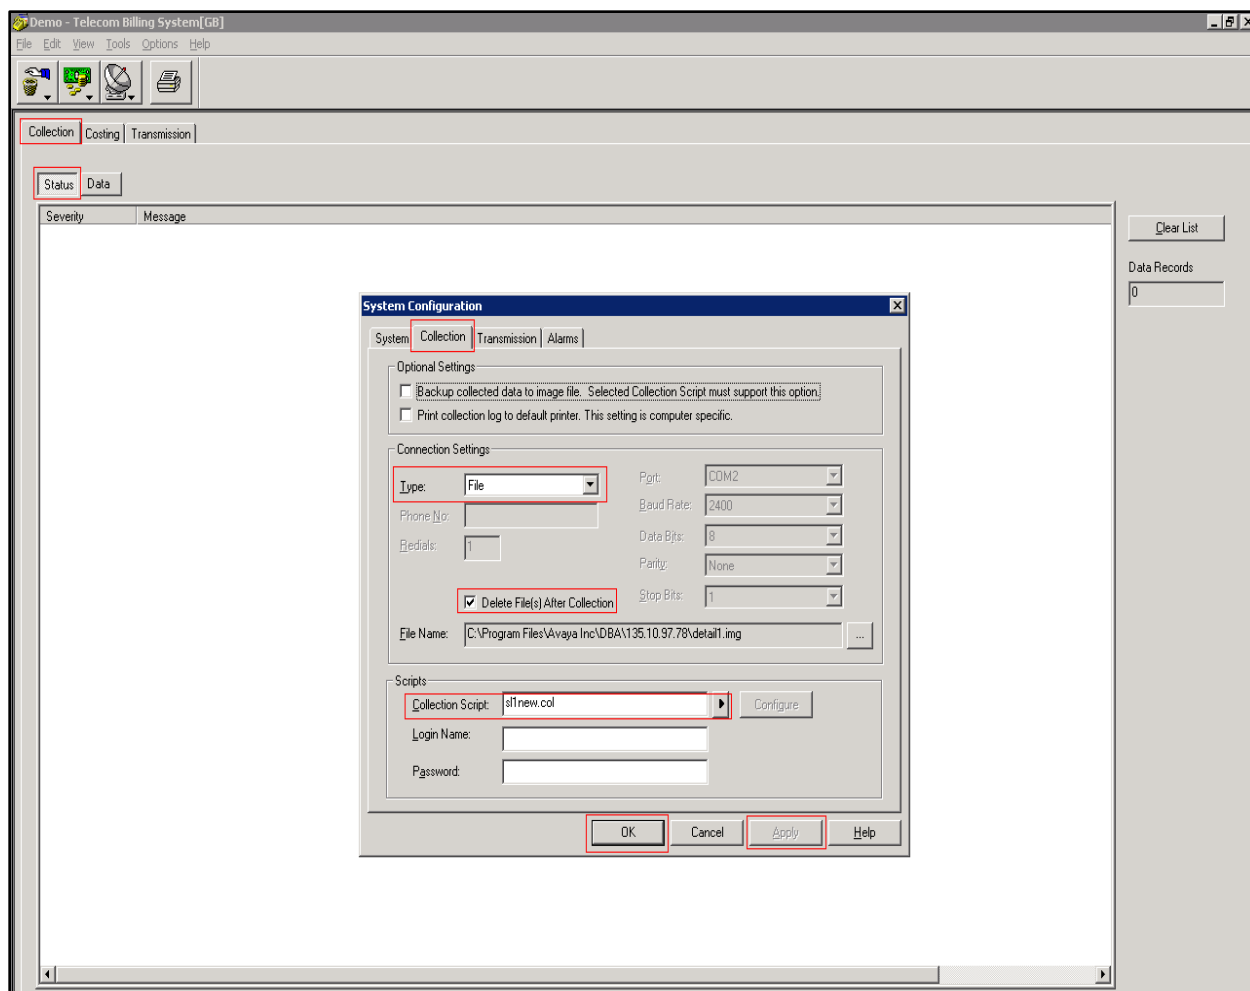 Demo - Telecom Billing System[GB]
File Edit View Tools Options Help
Collection Costing Transmission
Status Data
Severity Message
Clear List
Data Records
0
System Configuration
System Collection Transmission Alarms
Optional Settings
Backup collected data to image file. Selected Collection Script must support this option.
Print collection log to default printer. This setting is computer specific.
Connection Settings
Type: File
Port: COM2
Phone No:
Baud Rate: 2400
Redials: 1
Data Bits: 8
Parity: None
Delete File(s) After Collection
Stop Bits: 1
File Name: C:\Program Files\Avaya Inc\DBA\135.10.97.78\detail1.img ...
Scripts
Collection Script: sl1new.col Configure
Login Name:
Password:
OK Cancel Apply Help